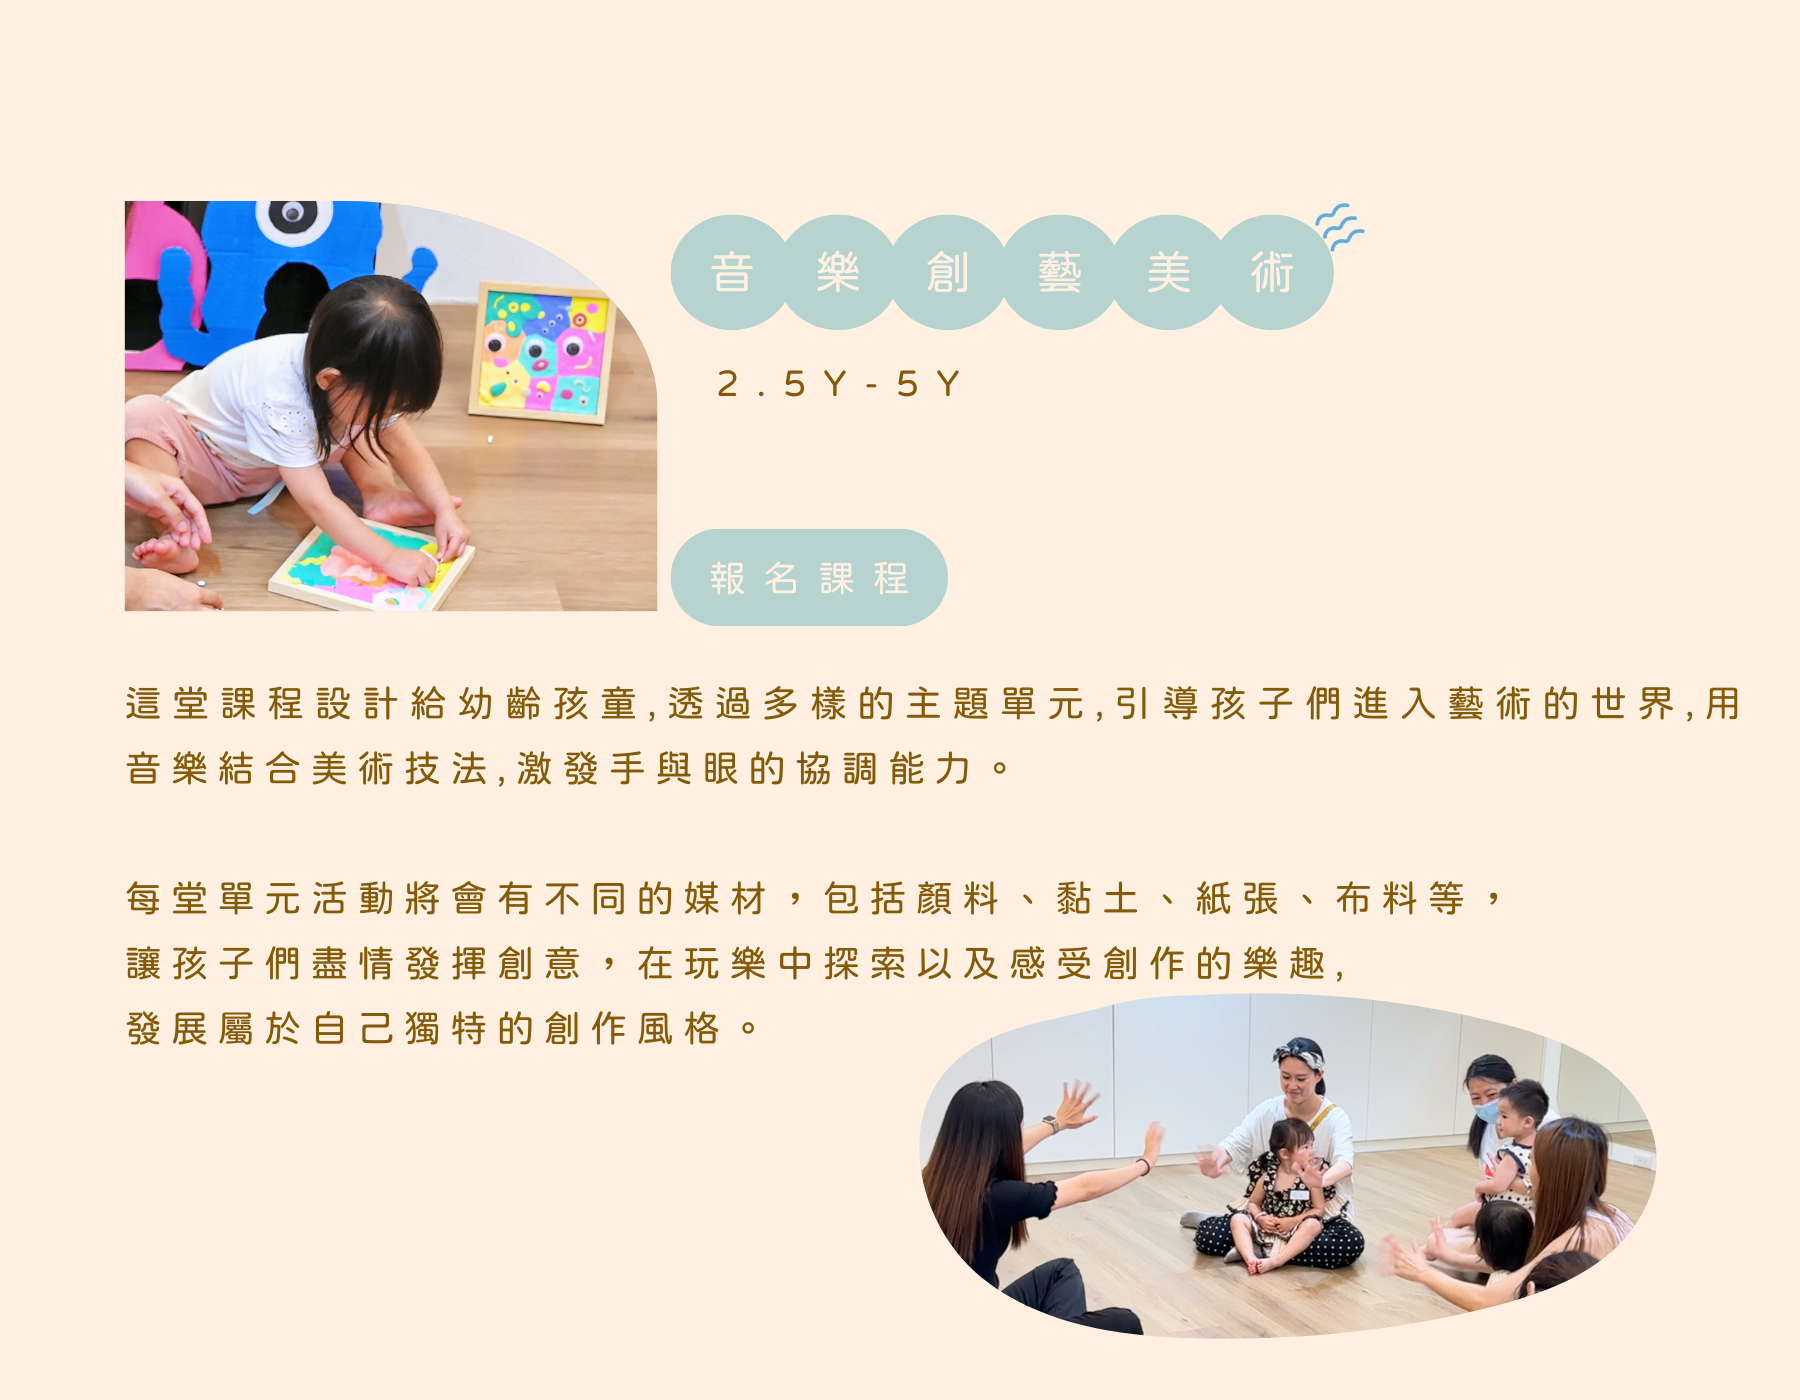 音樂創藝美術
2.5Y-5Y
報名課程
這堂課程設計給幼齡孩童,透過多樣的主題單元,引導孩子們進入藝術的世界,用
音樂結合美術技法,激發手與眼的協調能力。
每堂單元活動將會有不同的媒材，包括顏料、黏土、紙張、布料等，
讓孩子們盡情發揮創意，在玩樂中探索以及感受創作的樂趣,
發展屬於自己獨特的創作風格。